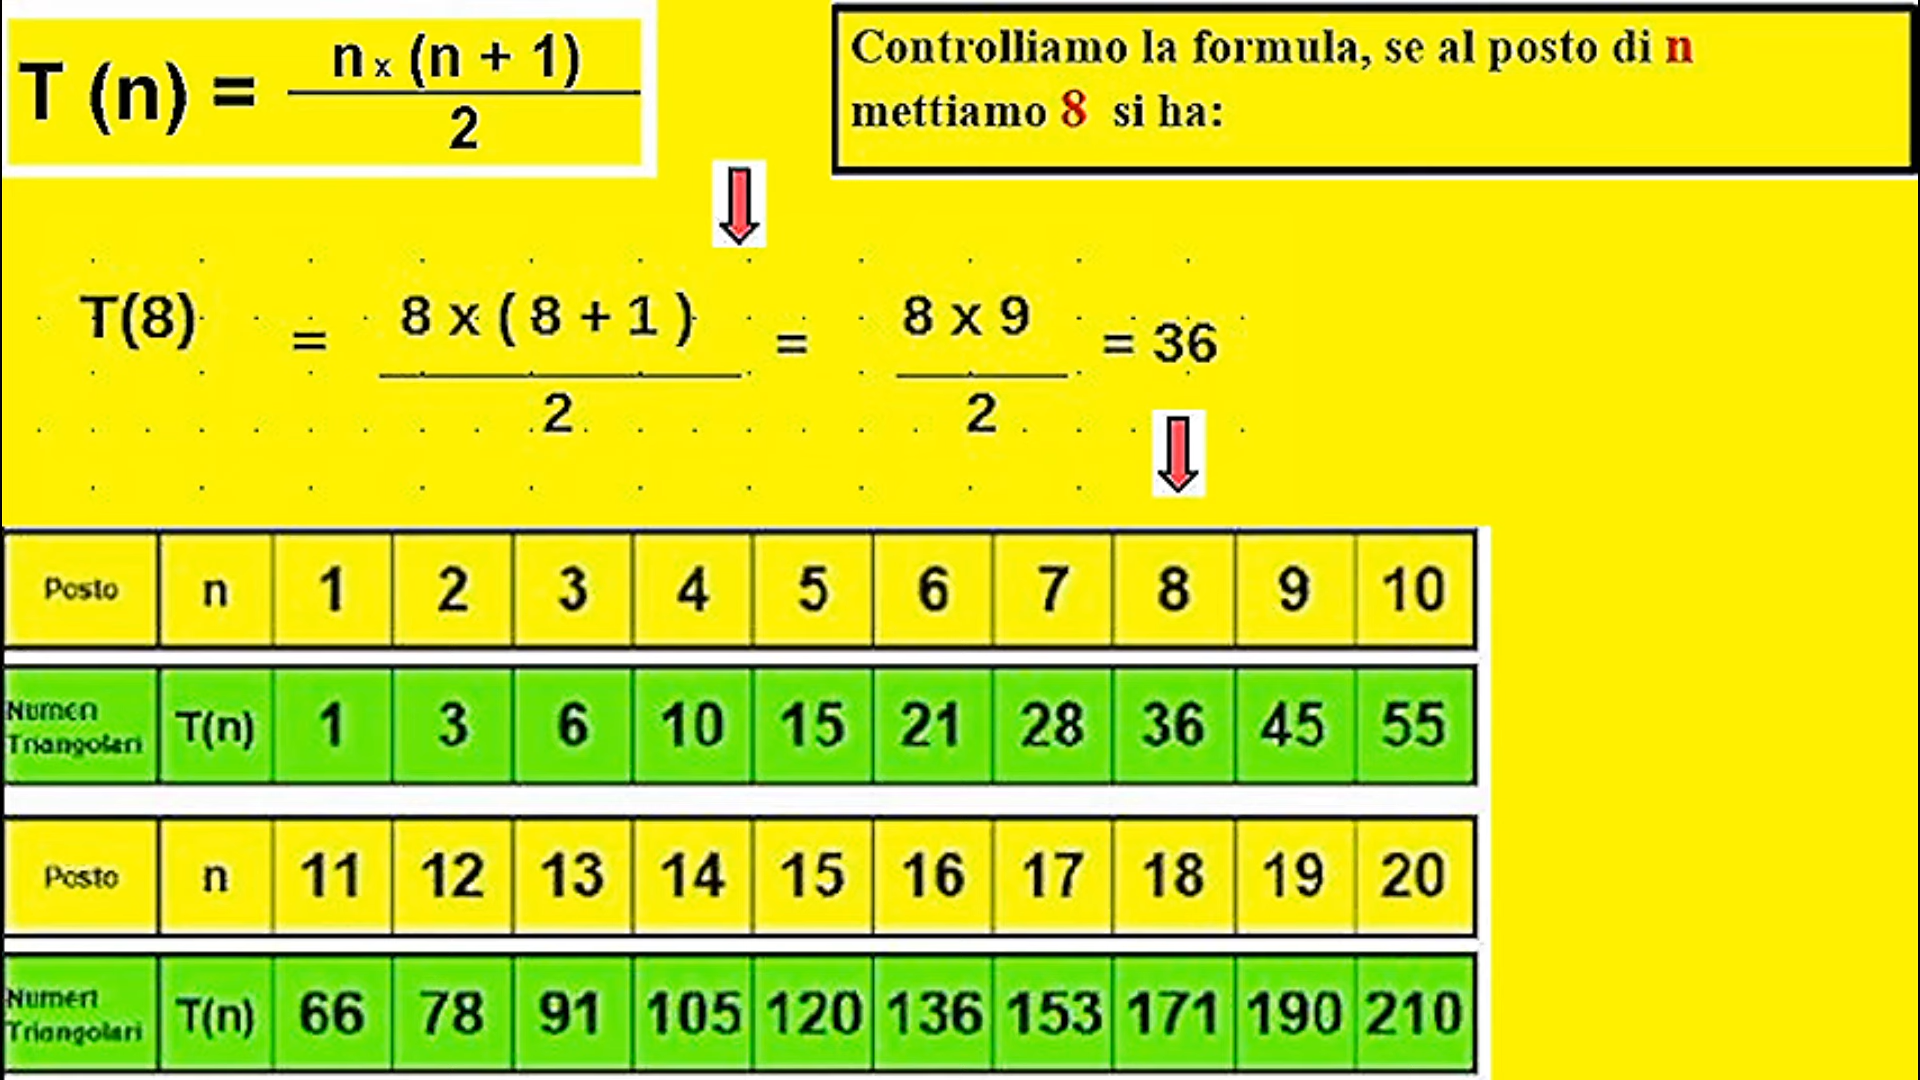 T (n) = n x (n + 1)
2
Controlliamo la formula, se al posto di n
mettiamo 8 si ha:
T(8) = 8 x ( 8 + 1 ) = 8 x 9 = 36
2 2
Posto n 1 2 3 4 5 6 7 8 9 10
Numeri
Triangolari T(n) 1 3 6 10 15 21 28 36 45 55
Posto n 11 12 13 14 15 16 17 18 19 20
Numeri
Triangolari T(n) 66 78 91 105 120 136 153 171 190 210